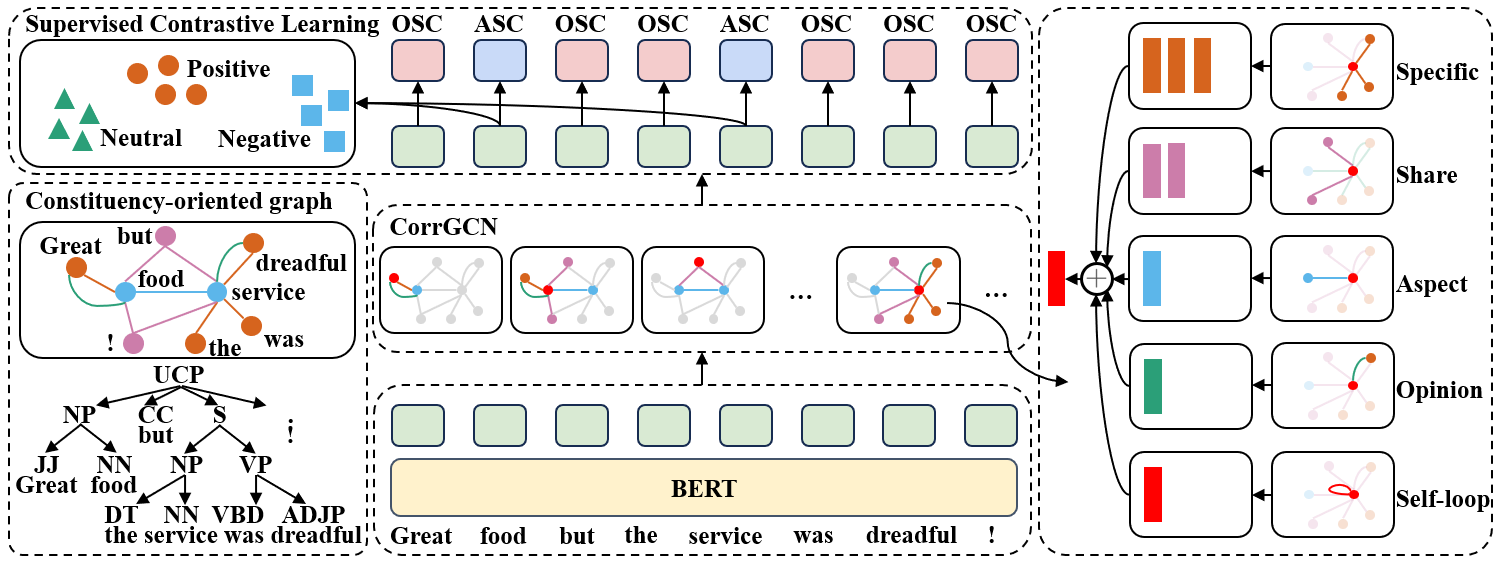 Supervised Contrastive Learning
Positive
Neutral
Negative
OSC ASC OSC OSC ASC OSC OSC OSC
Constituency-oriented graph
Great
but
food
dreadful
service
!
the
was
UCP
NP CC S .
but !
JJ NN NP VP
Great food
DT NN VBD ADJP
the service was dreadful
CorrGCN
...
...
BERT
Great food but the service was dreadful !
Specific
Share
+
Aspect
Opinion
Self-loop